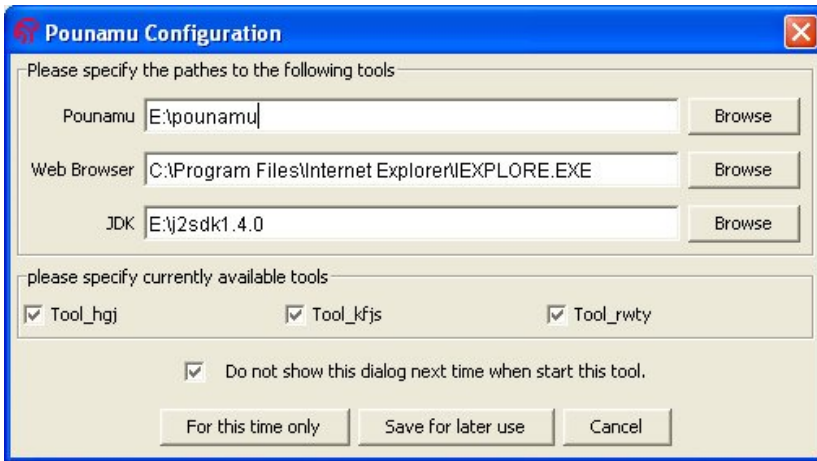 Pounamu Configuration
Please specify the pathes to the following tools
Pounamu E:\pounamu Browse
Web Browser C:\Program Files\Internet Explorer\IEXPLORE.EXE Browse
JDK E:\j2sdk1.4.0 Browse
please specify currently available tools
Tool_hgj Tool_kfjs Tool_rwty
Do not show this dialog next time when start this tool.
For this time only Save for later use Cancel